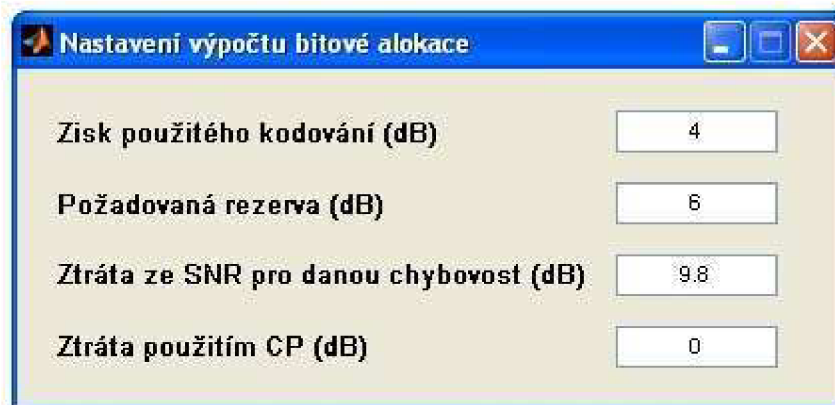 Nastavení výpočtu bitové alokace
Zisk použitého kodování (dB) 4
Požadovaná rezerva (dB) 6
Ztráta ze SNR pro danou chybovost (dB) 9.8
Ztráta použitím CP (dB) 0